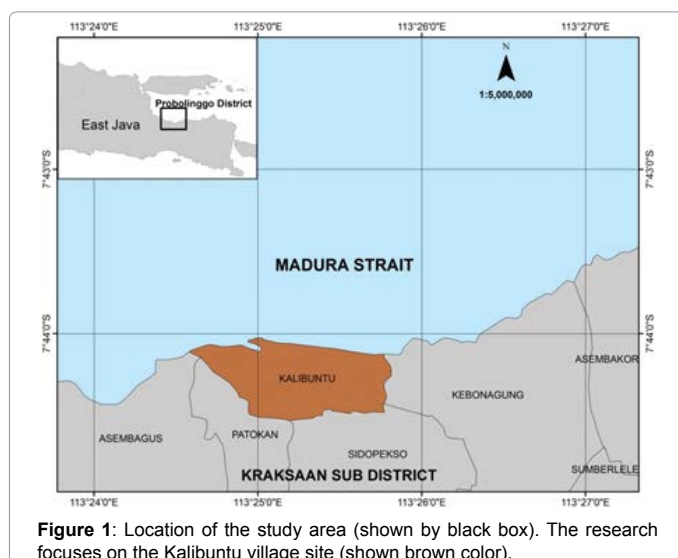 113°24'0"E 113°25'0"E 113°26'0"E 113°27'0"E
N
1:5,000,000
Probolinggo District
East Java
7°43'0"S 7°43'0"S
MADURA STRAIT
7°44'0"S 7°44'0"S
ASEMBAKOR
KALIBUNTU
KEBONAGUNG
ASEMBAGUS
PATOKAN
SIDOPEKSO
SUMBERLELE
KRAKSAAN SUB DISTRICT
113°24'0"E 113°25'0"E 113°26'0"E 113°27'0"E
Figure 1: Location of the study area (shown by black box). The research
focuses on the Kalibuntu village site (shown brown color).